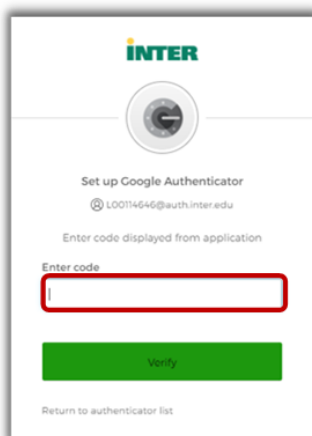 INTER
Set up Google Authenticator
L00114646@auth.inter.edu
Enter code displayed from application
Enter code
Verify
Return to authenticator list